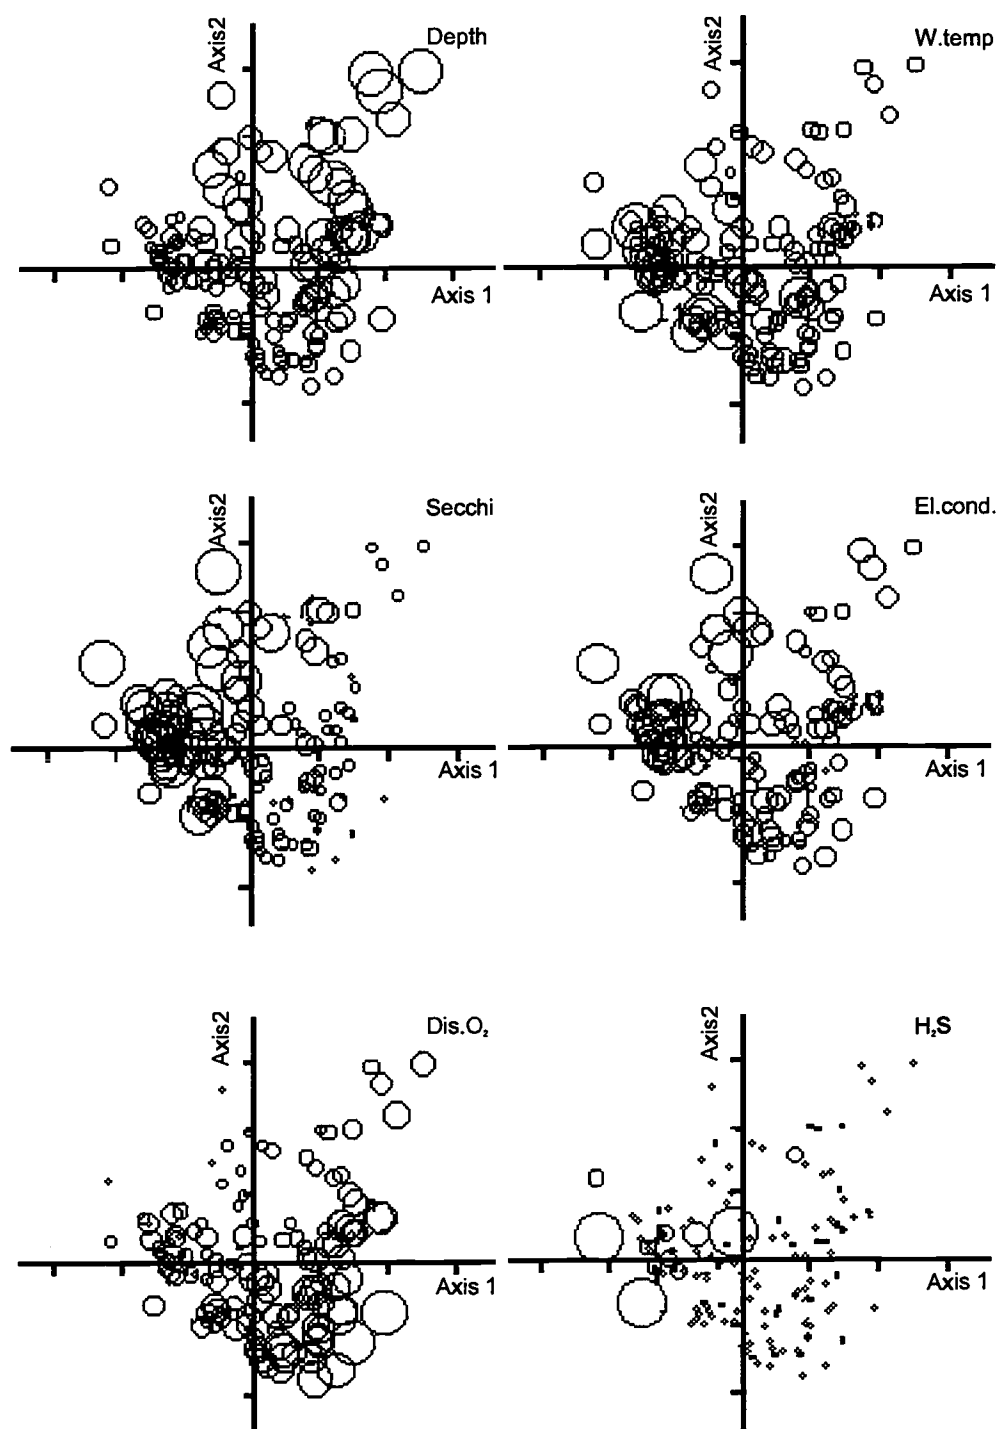 Axis2
Depth
Axis 1
Axis2
W.temp
Axis 1
Axis2
Secchi
Axis 1
Axis2
El.cond.
Axis 1
Axis2
Dis.O₂
Axis 1
Axis2
H₂S
Axis 1